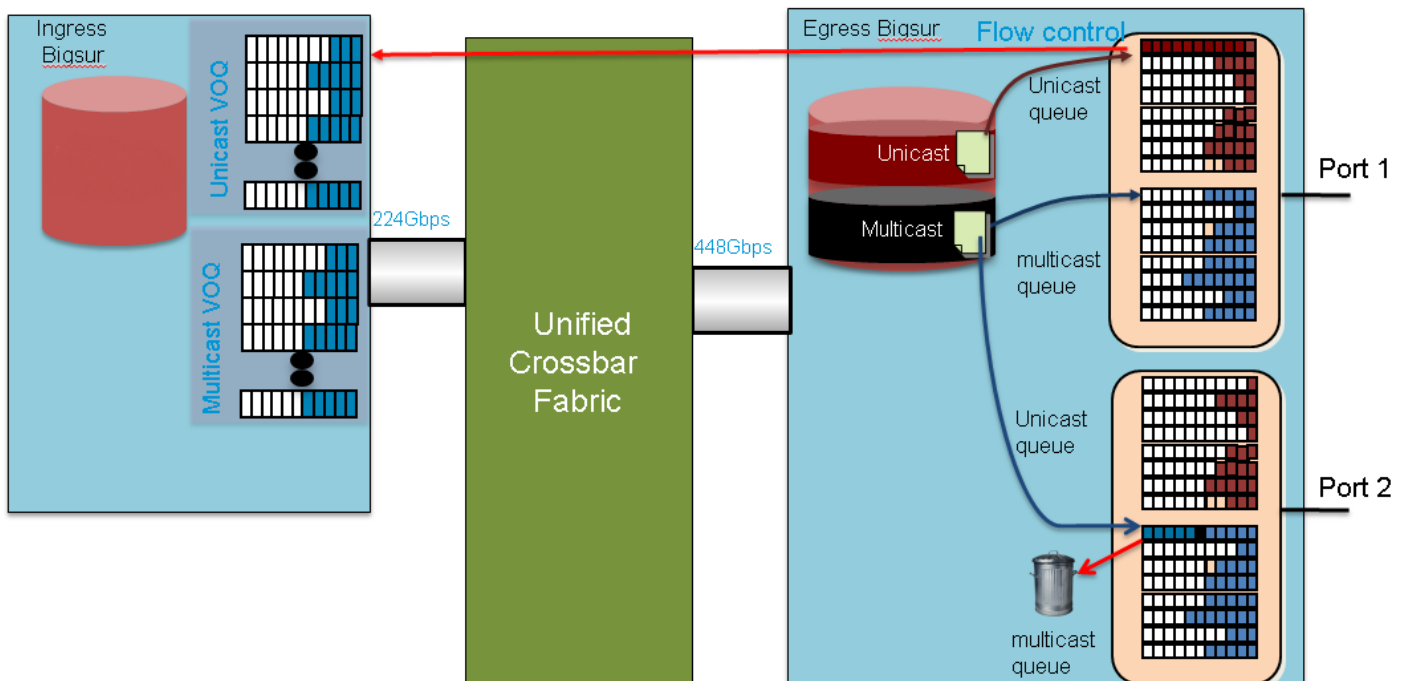 Ingress
Bigsur
Unicast VOQ
Multicast VOQ
224Gbps
Unified
Crossbar
Fabric
448Gbps
Egress Bigsur
Flow control
Unicast
queue
Unicast
Multicast
multicast
queue
Port 1
Unicast
queue
Port 2
multicast
queue